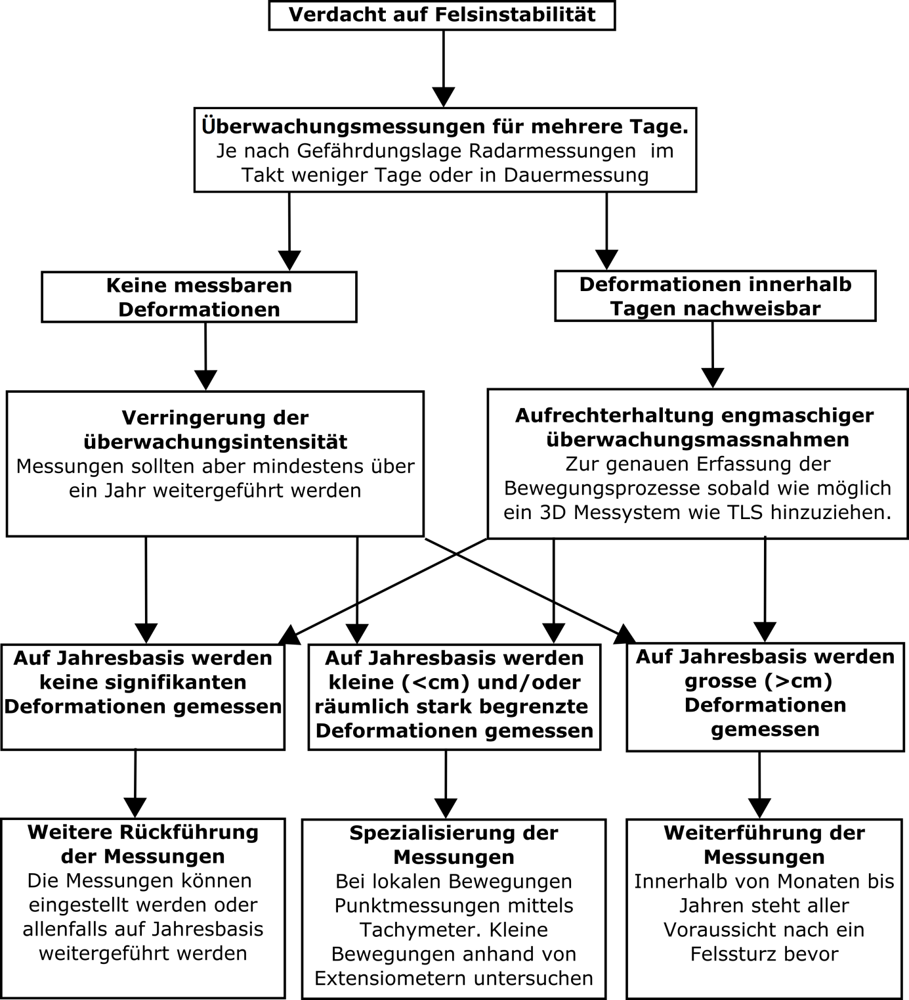 Verdacht auf Felsinstabilität
Überwachungsmessungen für mehrere Tage.
Je nach Gefährdungslage Radarmessungen im
Takt weniger Tage oder in Dauermessung
Keine messbaren
Deformationen
Deformationen innerhalb
Tagen nachweisbar
Verringerung der
überwachungsintensität
Messungen sollten aber mindestens über
ein Jahr weitergeführt werden
Aufrechterhaltung engmaschiger
überwachungsmassnahmen
Zur genauen Erfassung der
Bewegungsprozesse sobald wie möglich
ein 3D Messystem wie TLS hinzuziehen.
Auf Jahresbasis werden
keine signifikanten
Deformationen gemessen
Auf Jahresbasis werden
kleine (<cm) und/oder
räumlich stark begrenzte
Deformationen gemessen
Auf Jahresbasis werden
grosse (>cm)
Deformationen
gemessen
Weitere Rückführung
der Messungen
Die Messungen können
eingestellt werden oder
allenfalls auf Jahresbasis
weitergeführt werden
Spezialisierung der
Messungen
Bei lokalen Bewegungen
Punktmessungen mittels
Tachymeter. Kleine
Bewegungen anhand von
Extensiometern untersuchen
Weiterführung der
Messungen
Innerhalb von Monaten bis
Jahren steht aller
Voraussicht nach ein
Felssturz bevor